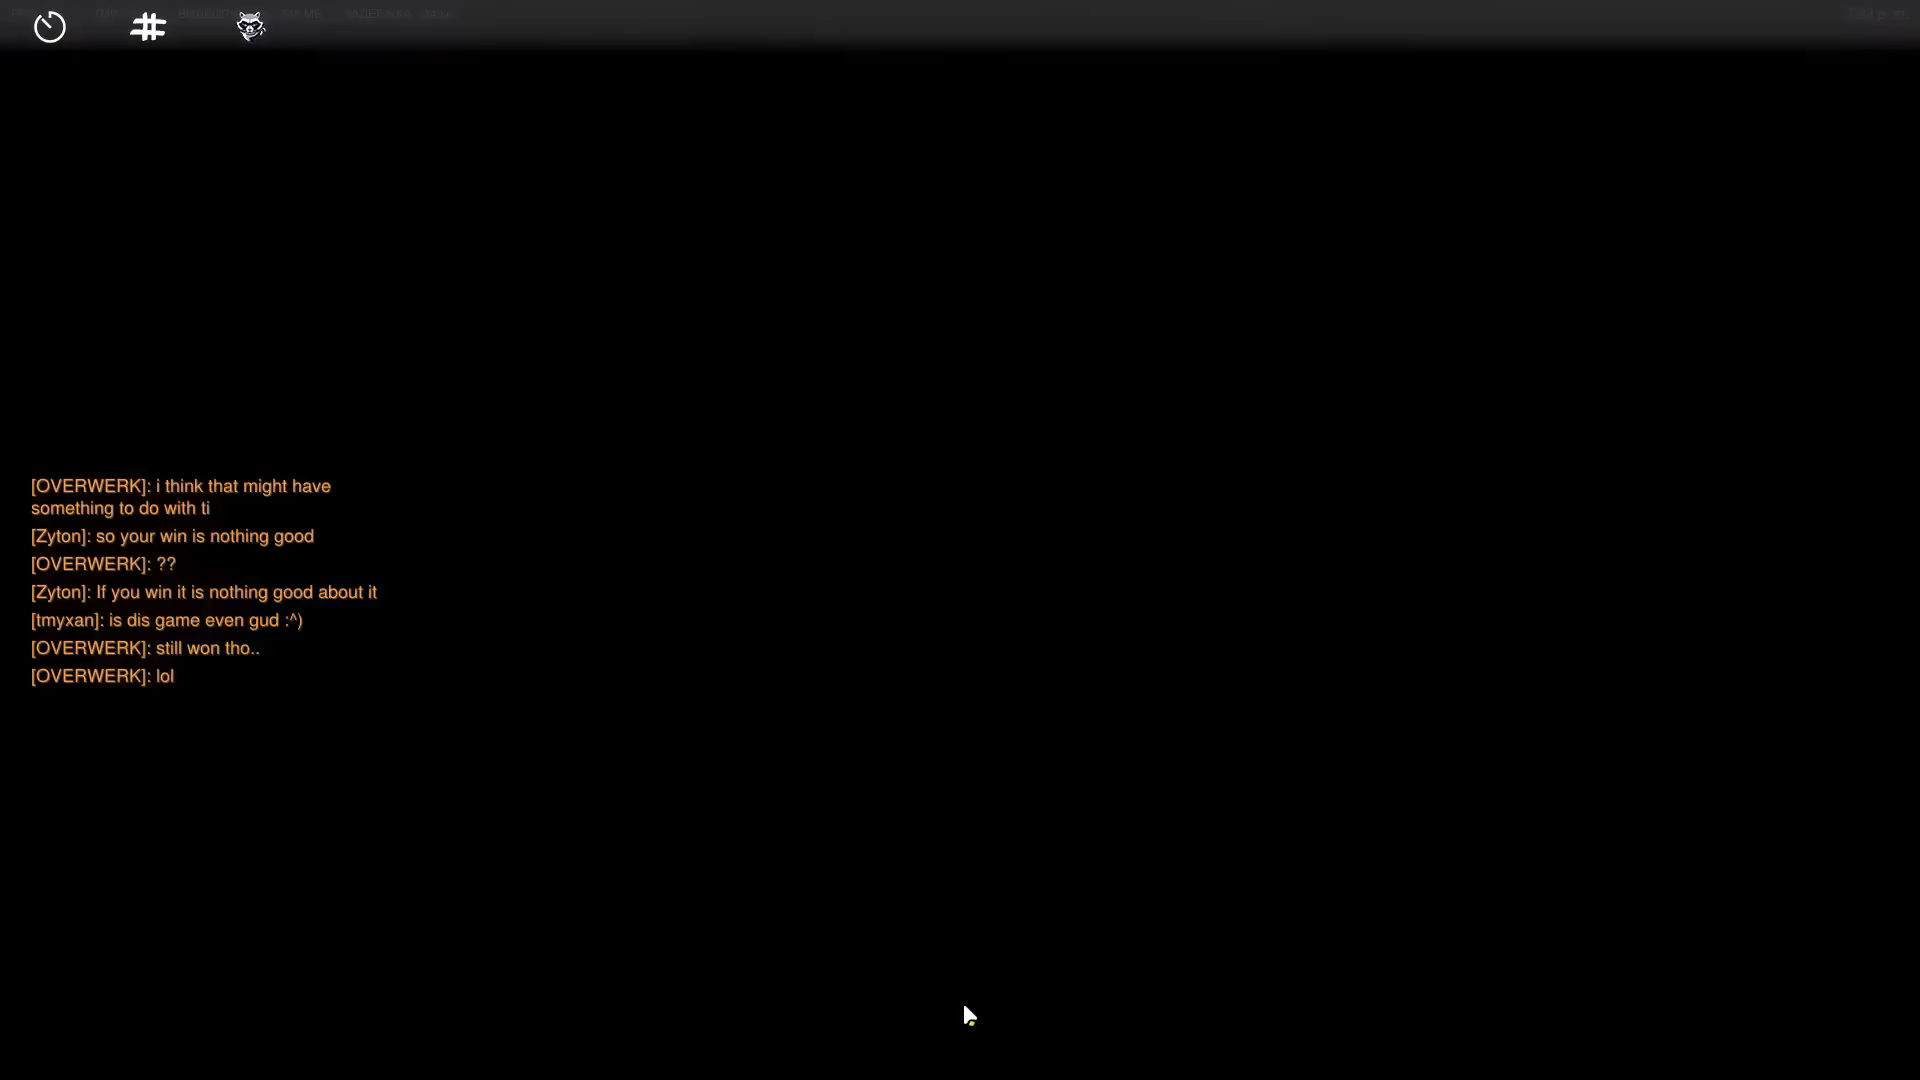 [OVERWERK]: i think that might have
something to do with ti
[Zyton]: so your win is nothing good
[OVERWERK]: ??
[Zyton]: If you win it is nothing good about it
[tmyxan]: is dis game even gud :^)
[OVERWERK]: still won tho..
[OVERWERK]: lol